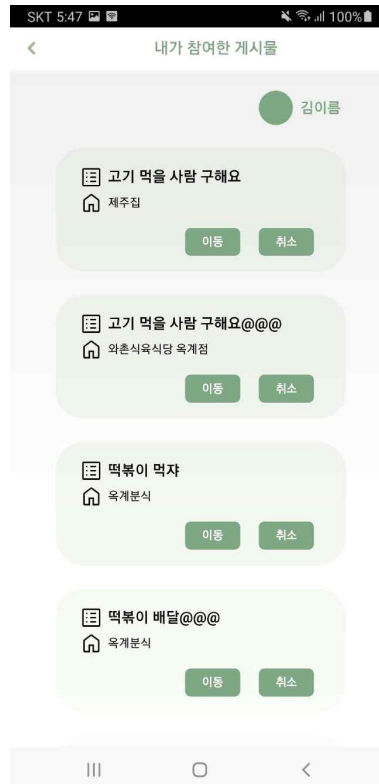 SKT 5:47 100%
내가 참여한 게시물
김이름
고기 먹을 사람 구해요
제주집
이동 취소
고기 먹을 사람 구해요@@@
와촌식육식당 옥계점
이동 취소
떡볶이 먹쟈
옥계분식
이동 취소
떡볶이 배달@@@
옥계분식
이동 취소